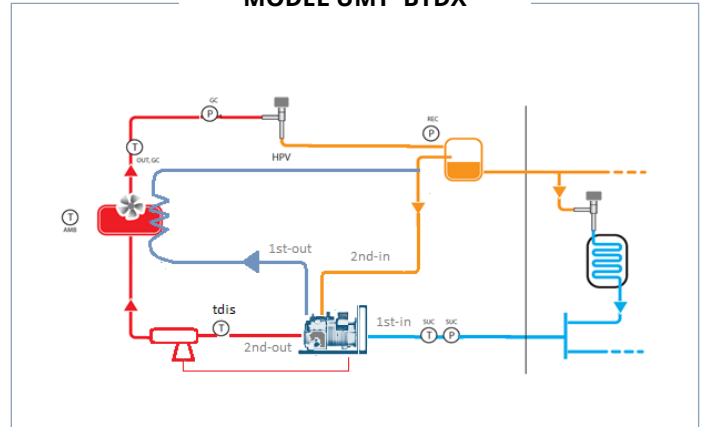 MODEL UMT BTDX
GC
P
REC
P
T
OUT, GC
HPV
T
AMB
1st-out
2nd-in
tdis
T
2nd-out
1st-in
SUC SUC
T P